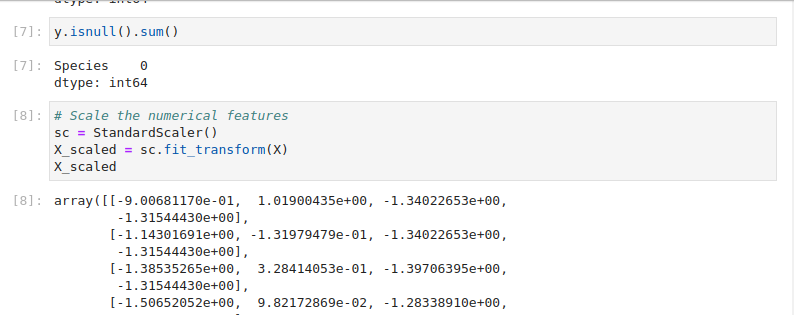 dtype: int64
[7]: y.isnull().sum()
[7]: Species    0
dtype: int64
[8]: # Scale the numerical features
sc = StandardScaler()
X_scaled = sc.fit_transform(X)
X_scaled
[8]: array([[-9.00681170e-01,  1.01900435e+00, -1.34022653e+00,
-1.31544430e+00],
[-1.14301691e+00, -1.31979479e-01, -1.34022653e+00,
-1.31544430e+00],
[-1.38535265e+00,  3.28414053e-01, -1.39706395e+00,
-1.31544430e+00],
[-1.50652052e+00,  9.82172869e-02, -1.28338910e+00,